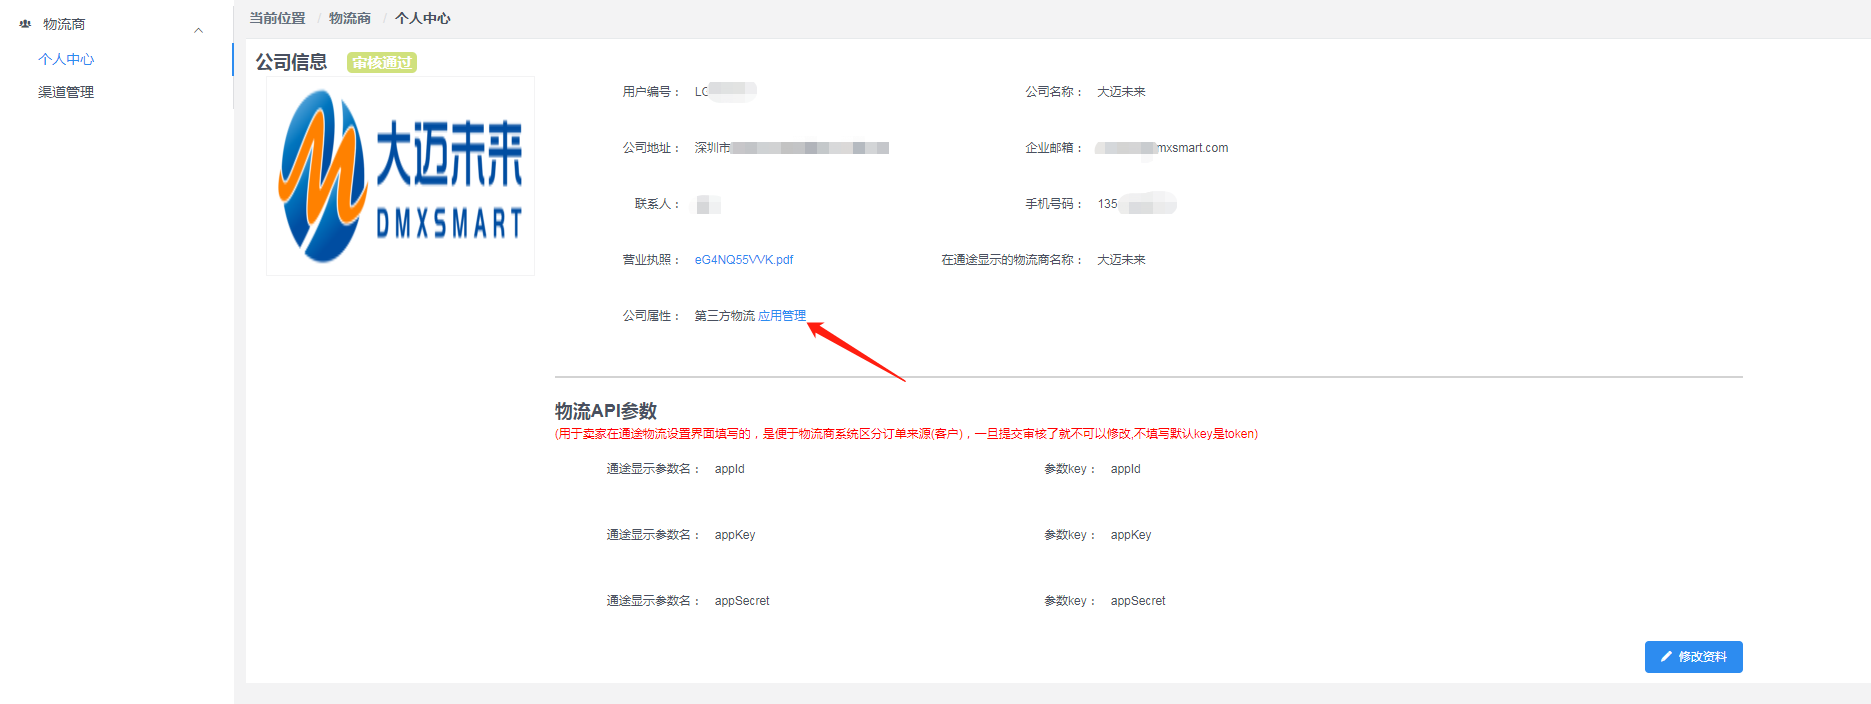 物流商
个人中心
渠道管理
当前位置 / 物流商 / 个人中心
公司信息 审核通过
大迈未来
DMXSMART
用户编号： LC
公司名称： 大迈未来
公司地址： 深圳市
企业邮箱： mxsmart.com
联系人：
手机号码： 135
营业执照： eG4NQ55VVK.pdf
在通途显示的物流商名称： 大迈未来
公司属性： 第三方物流 应用管理
物流API参数
(用于卖家在通途物流设置界面填写的，是便于物流商系统区分订单来源(客户)，一旦提交审核了就不可以修改,不填写默认key是token)
通途显示参数名： appId
参数key： appId
通途显示参数名： appKey
参数key： appKey
通途显示参数名： appSecret
参数key： appSecret
修改资料